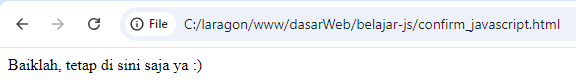 File C:/laragon/www/dasarWeb/belajar-js/confirm_javascript.html
Baiklah, tetap di sini saja ya :)